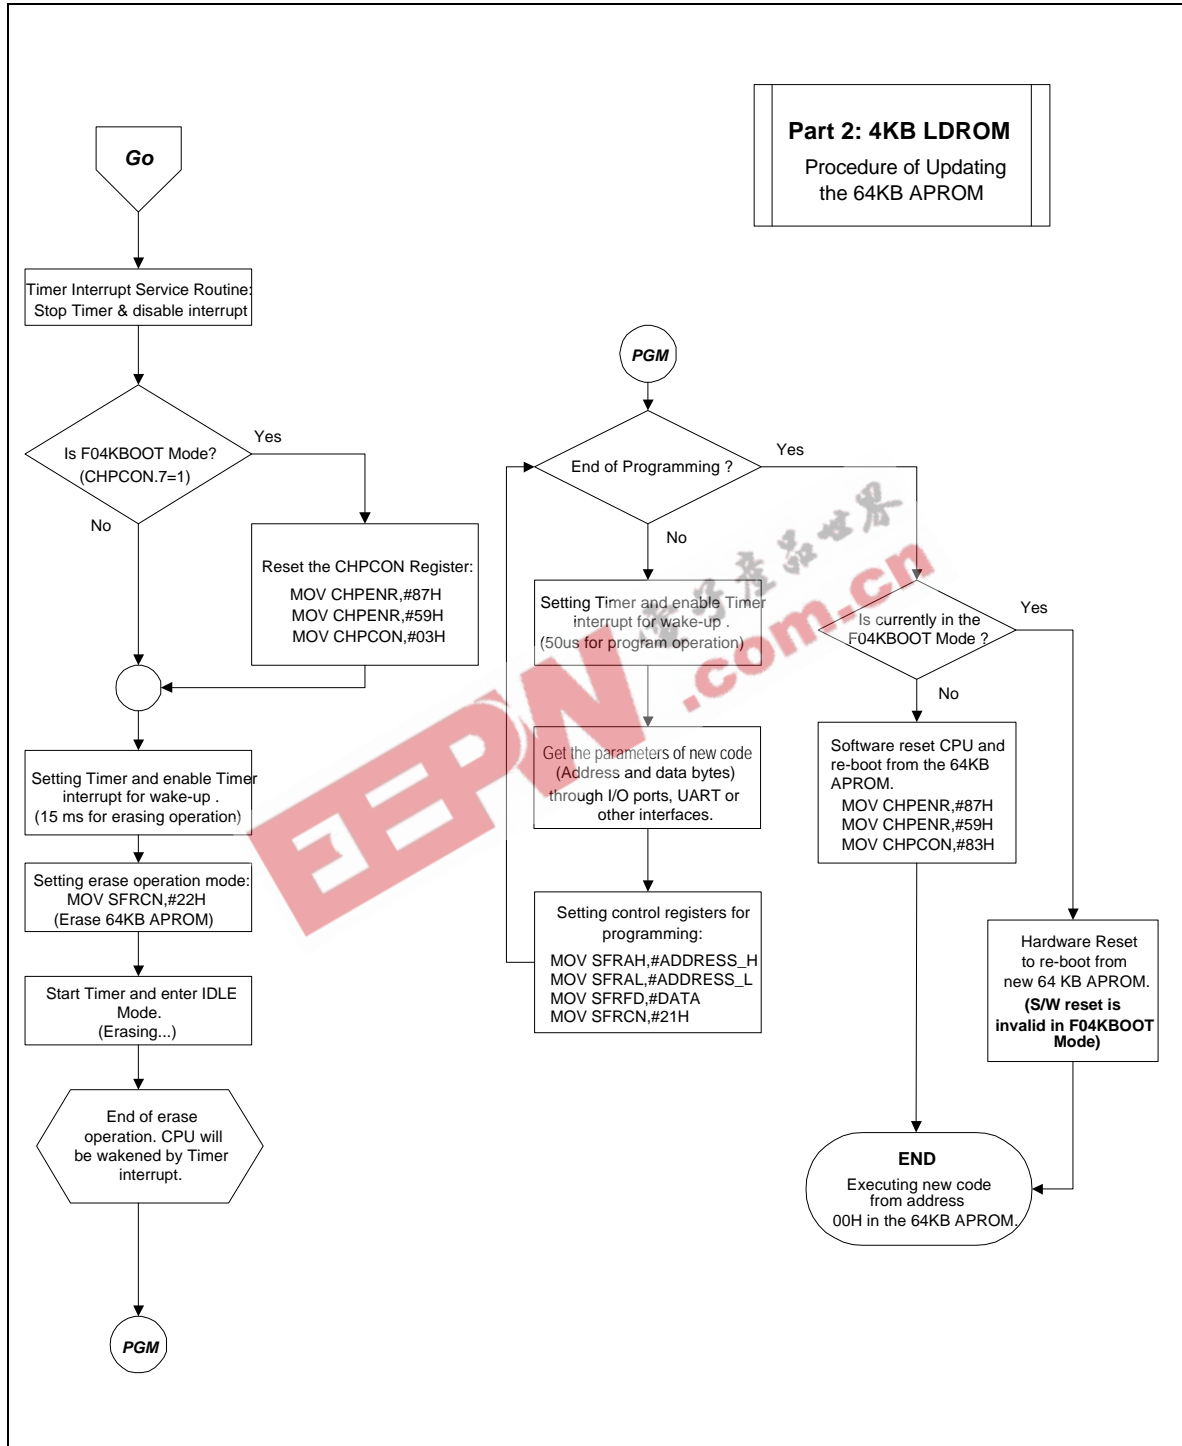 Part 2: 4KB LDROM
Procedure of Updating
the 64KB APROM
Go
Timer Interrupt Service Routine:
Stop Timer & disable interrupt
Is F04KBOOT Mode?
(CHPCON.7=1)
Yes
No
Reset the CHPCON Register:
MOV CHPENR,#87H
MOV CHPENR,#59H
MOV CHPCON,#03H
Setting Timer and enable Timer
interrupt for wake-up .
(15 ms for erasing operation)
Setting erase operation mode:
MOV SFRCN,#22H
(Erase 64KB APROM)
Start Timer and enter IDLE
Mode.
(Erasing...)
End of erase
operation. CPU will
be wakened by Timer
interrupt.
PGM
PGM
End of Programming ?
Yes
No
Setting Timer and enable Timer
interrupt for wake-up .
(50us for program operation)
Get the parameters of new code
(Address and data bytes)
through I/O ports, UART or
other interfaces.
Setting control registers for
programming:
MOV SFRAH,#ADDRESS_H
MOV SFRAL,#ADDRESS_L
MOV SFRFD,#DATA
MOV SFRCN,#21H
Is currently in the
F04KBOOT Mode ?
Yes
No
Software reset CPU and
re-boot from the 64KB
APROM.
MOV CHPENR,#87H
MOV CHPENR,#59H
MOV CHPCON,#83H
Hardware Reset
to re-boot from
new 64 KB APROM.
(S/W reset is
invalid in F04KBOOT
Mode)
END
Executing new code
from address
00H in the 64KB APROM.
EEPW.com.cn
電子產品世界